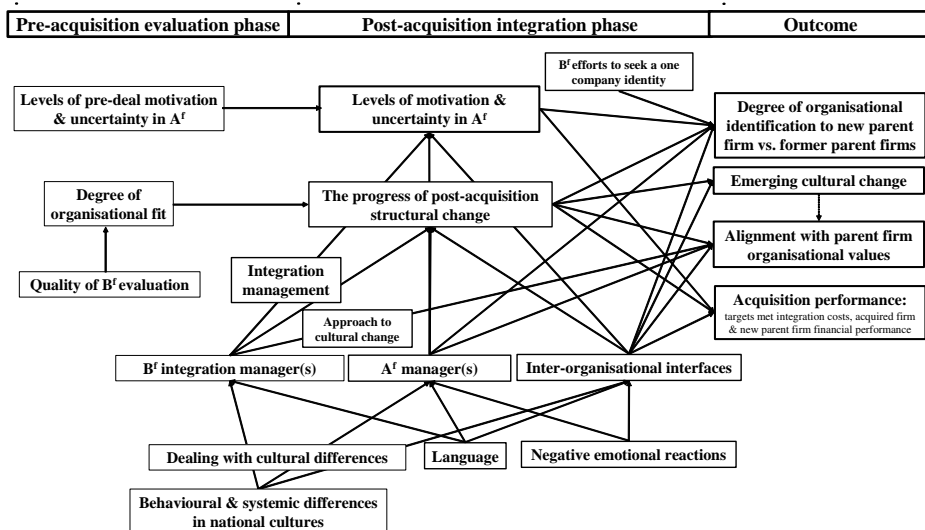 Pre-acquisition evaluation phase
Post-acquisition integration phase
Outcome
Bᶠ efforts to seek a one
company identity
Levels of pre-deal motivation
& uncertainty in Aᶠ
Levels of motivation &
uncertainty in Aᶠ
Degree of organisational
identification to new parent
firm vs. former parent firms
Degree of
organisational fit
The progress of post-acquisition
structural change
Emerging cultural change
Alignment with parent firm
organisational values
Quality of Bᶠ evaluation
Integration
management
Approach to
cultural change
Acquisition performance:
targets met integration costs, acquired firm
& new parent firm financial performance
Bᶠ integration manager(s)
Aᶠ manager(s)
Inter-organisational interfaces
Dealing with cultural differences
Language
Negative emotional reactions
Behavioural & systemic differences
in national cultures